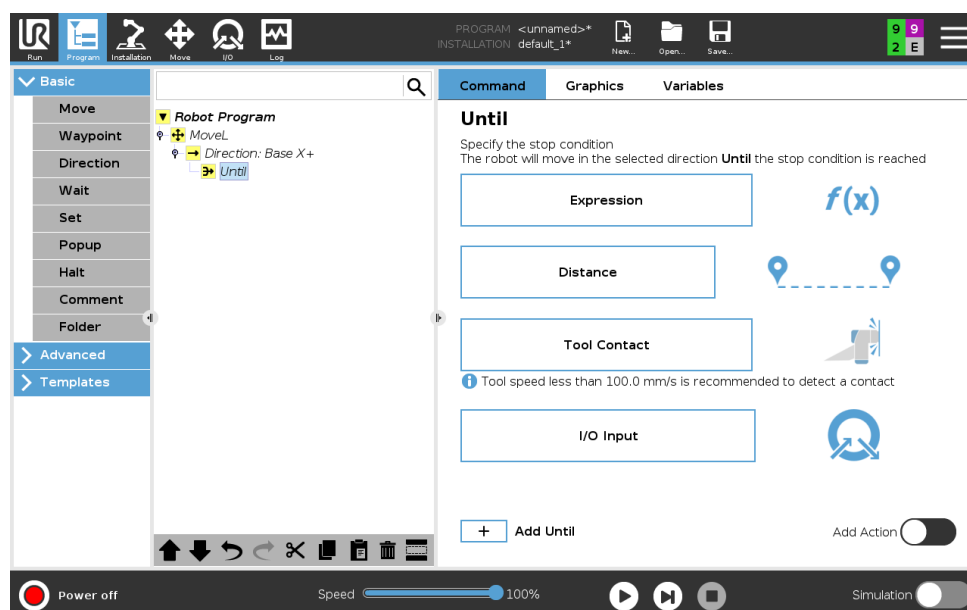 PROGRAM <unnamed>*
INSTALLATION default_1*
New... Open... Save...
9 9
2 E
UR
Run Program Installation Move I/O Log
Basic
Move
Waypoint
Direction
Wait
Set
Popup
Halt
Comment
Folder
Advanced
Templates
Robot Program
MoveL
Direction: Base X+
Until
Command Graphics Variables
Until
Specify the stop condition
The robot will move in the selected direction Until the stop condition is reached
Expression
f(x)
Distance
Tool Contact
Tool speed less than 100.0 mm/s is recommended to detect a contact
I/O Input
+ Add Until
Add Action
Power off
Speed 100%
Simulation